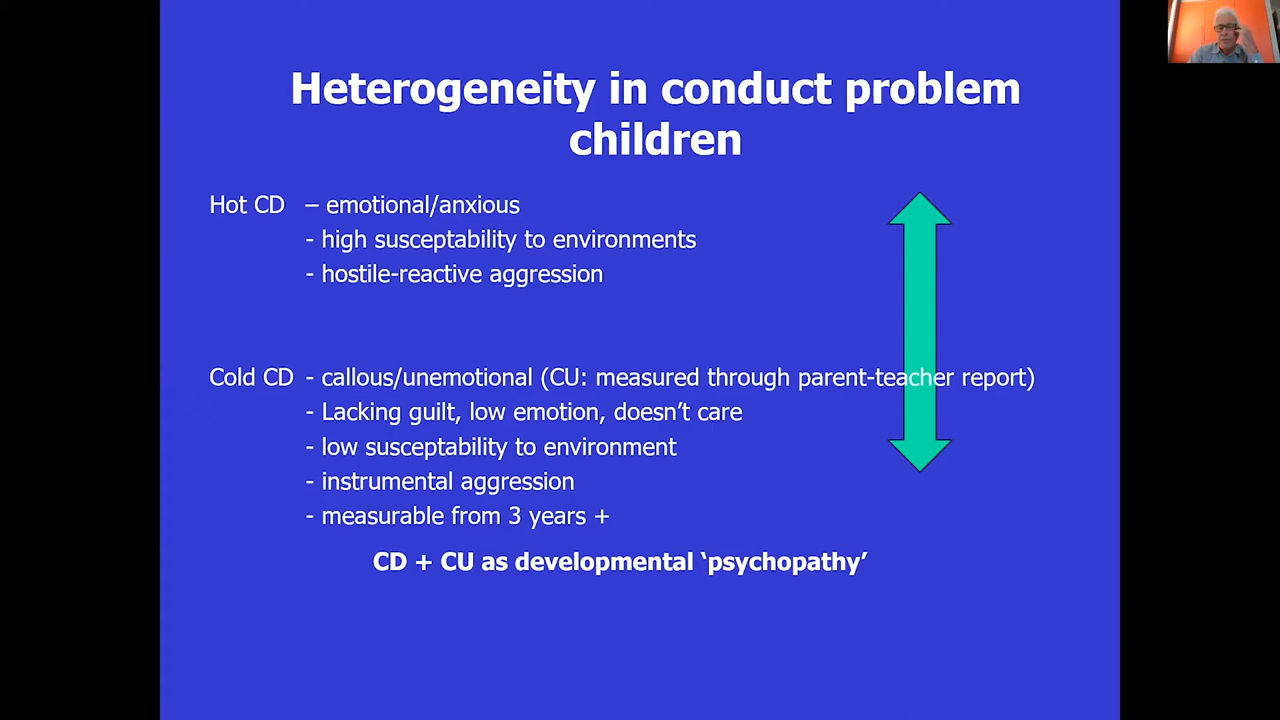 Heterogeneity in conduct problem
children
Hot CD – emotional/anxious
- high susceptability to environments
- hostile-reactive aggression
Cold CD - callous/unemotional (CU: measured through parent-teacher report)
- Lacking guilt, low emotion, doesn’t care
- low susceptability to environment
- instrumental aggression
- measurable from 3 years +
CD + CU as developmental ‘psychopathy’